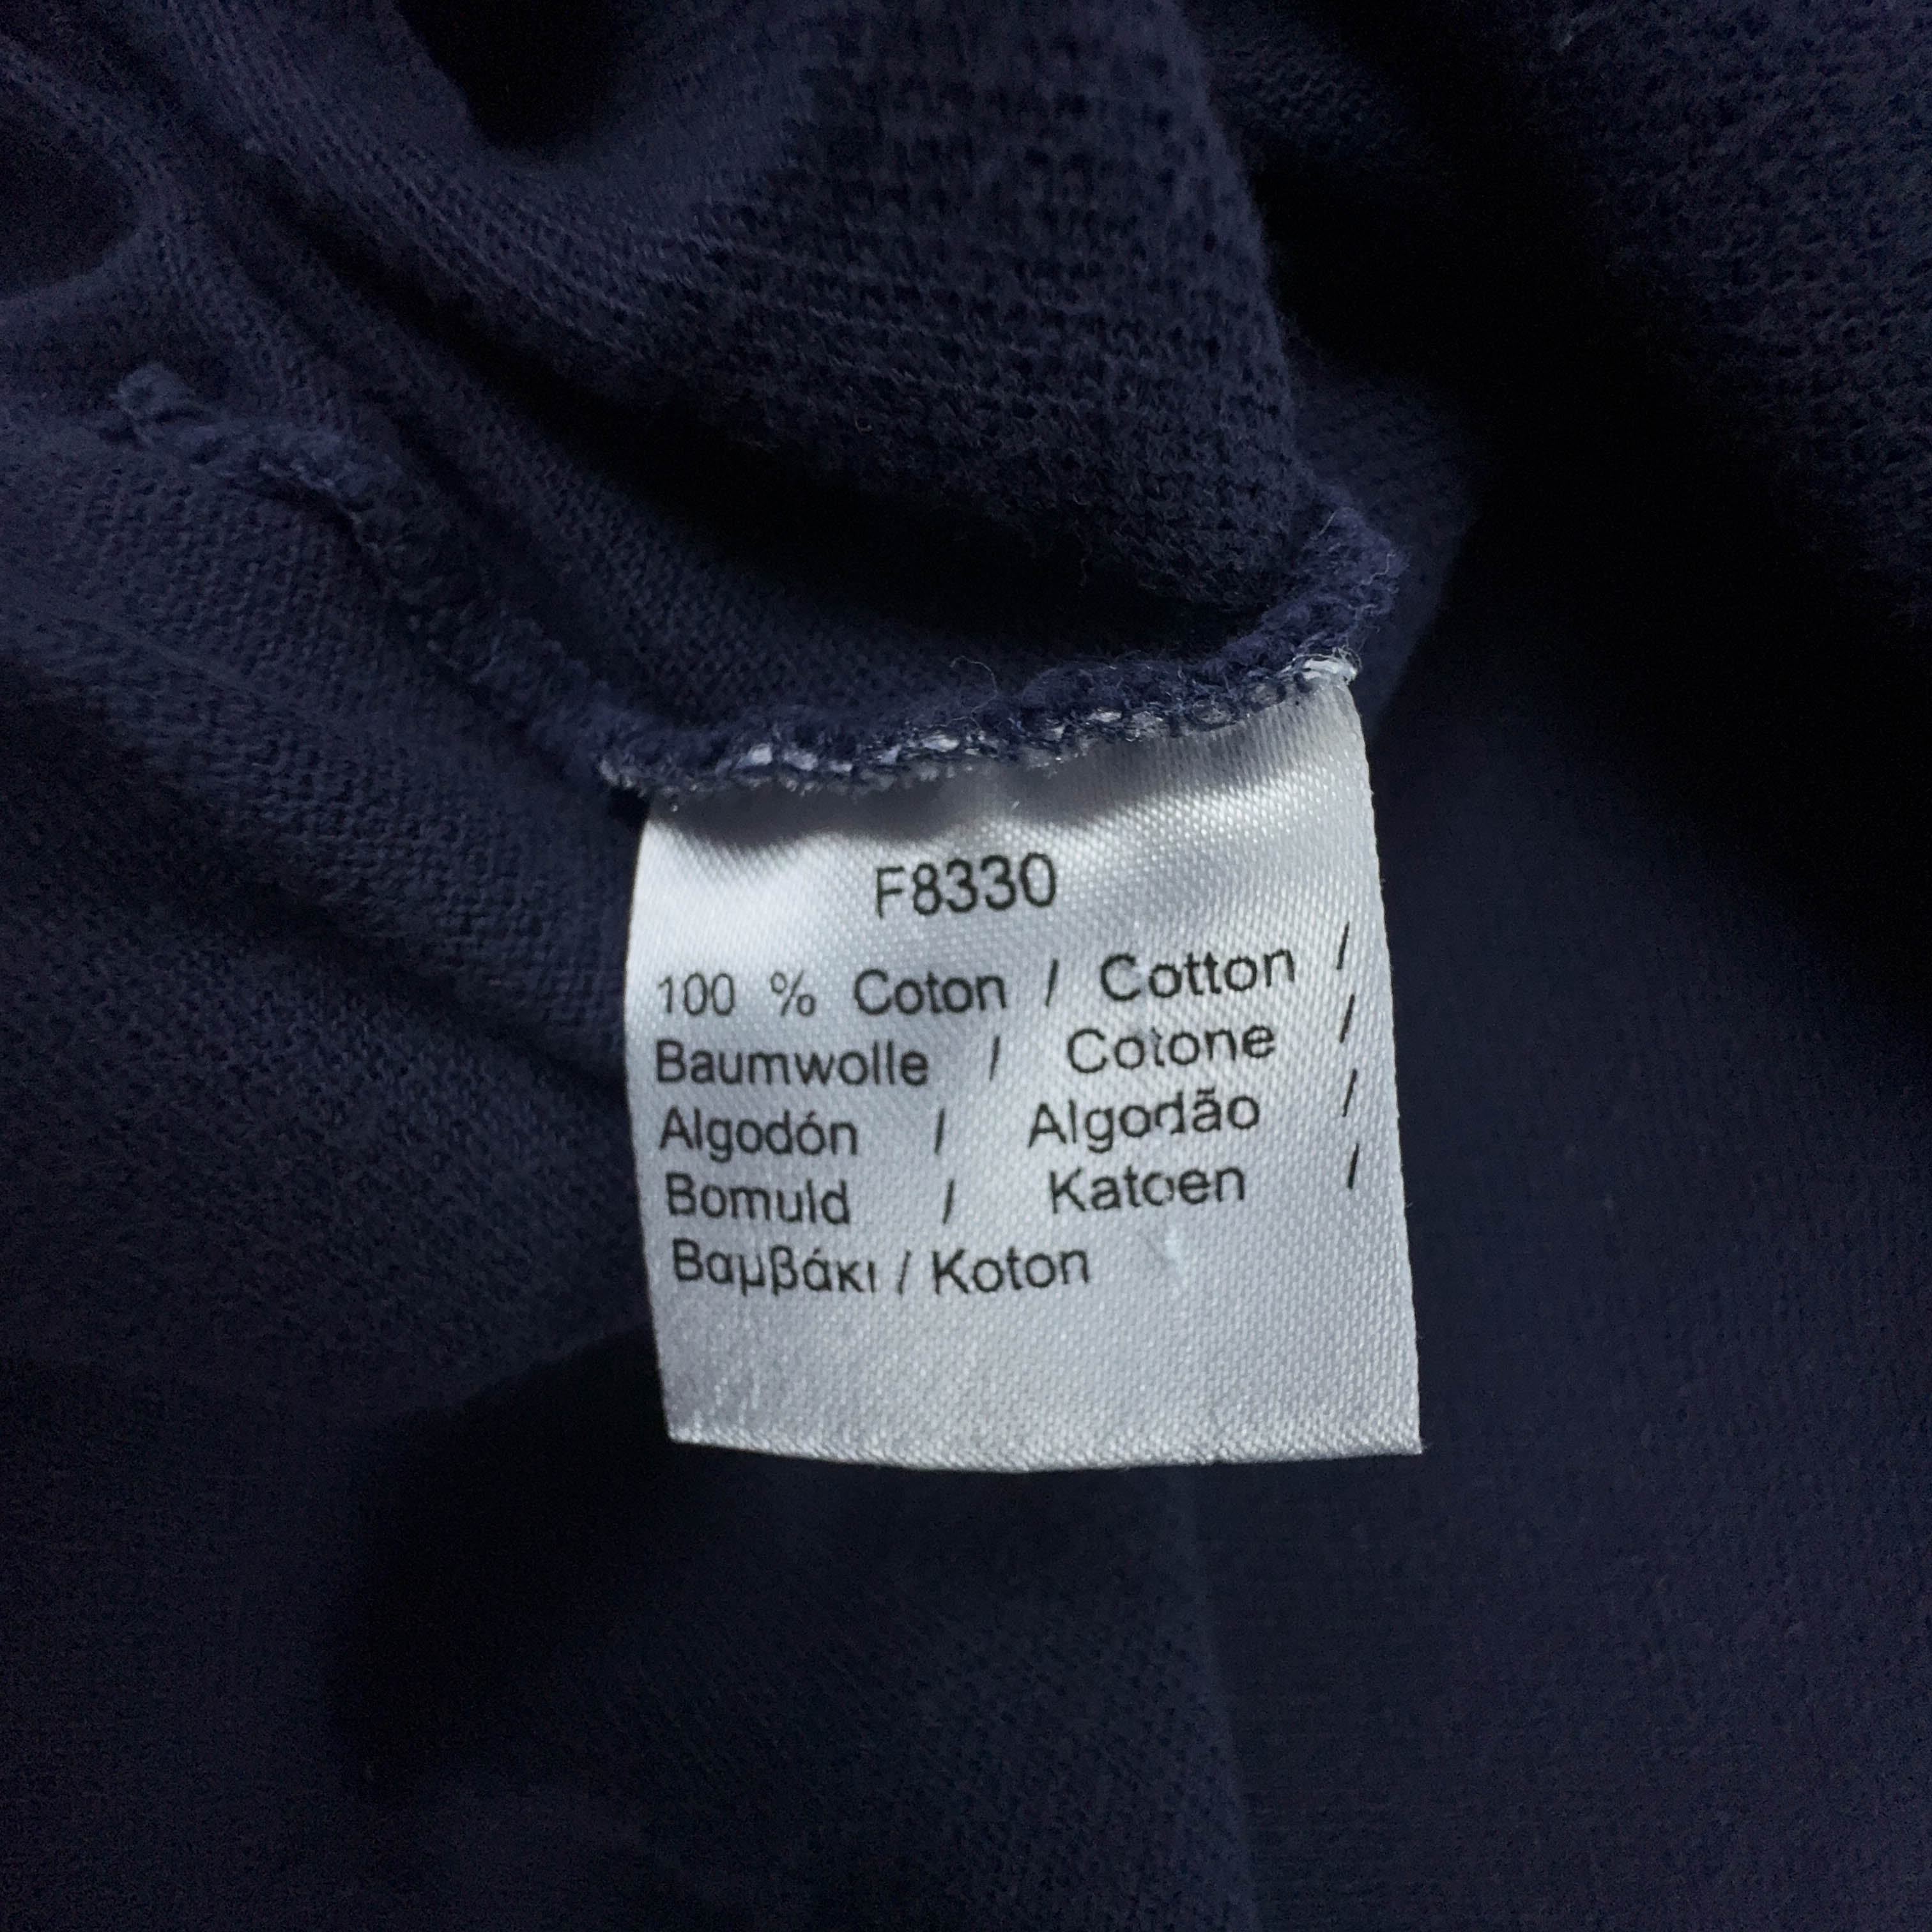 F8330
100 % Coton / Cotton /
Baumwolle / Cotone /
Algodón / Algodão /
Bomuld / Katoen /
Βαμβάκι / Koton